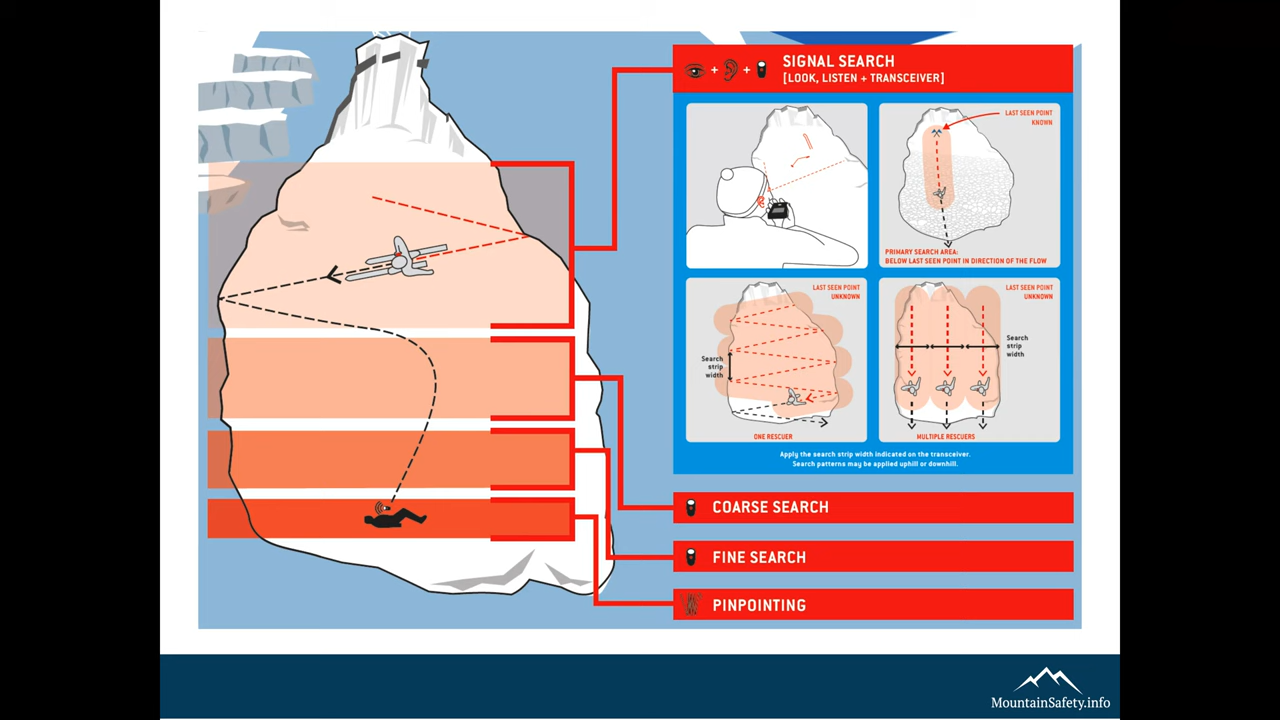 SIGNAL SEARCH
[LOOK, LISTEN + TRANSCEIVER]
LAST SEEN POINT
KNOWN
PRIMARY SEARCH AREA:
BELOW LAST SEEN POINT IN DIRECTION OF THE FLOW
LAST SEEN POINT
UNKNOWN
Search
strip
width
ONE RESCUER
LAST SEEN POINT
UNKNOWN
Search
strip
width
MULTIPLE RESCUERS
Apply the search strip width indicated on the transceiver.
Search patterns may be applied uphill or downhill.
COARSE SEARCH
FINE SEARCH
PINPOINTING
MountainSafety.info